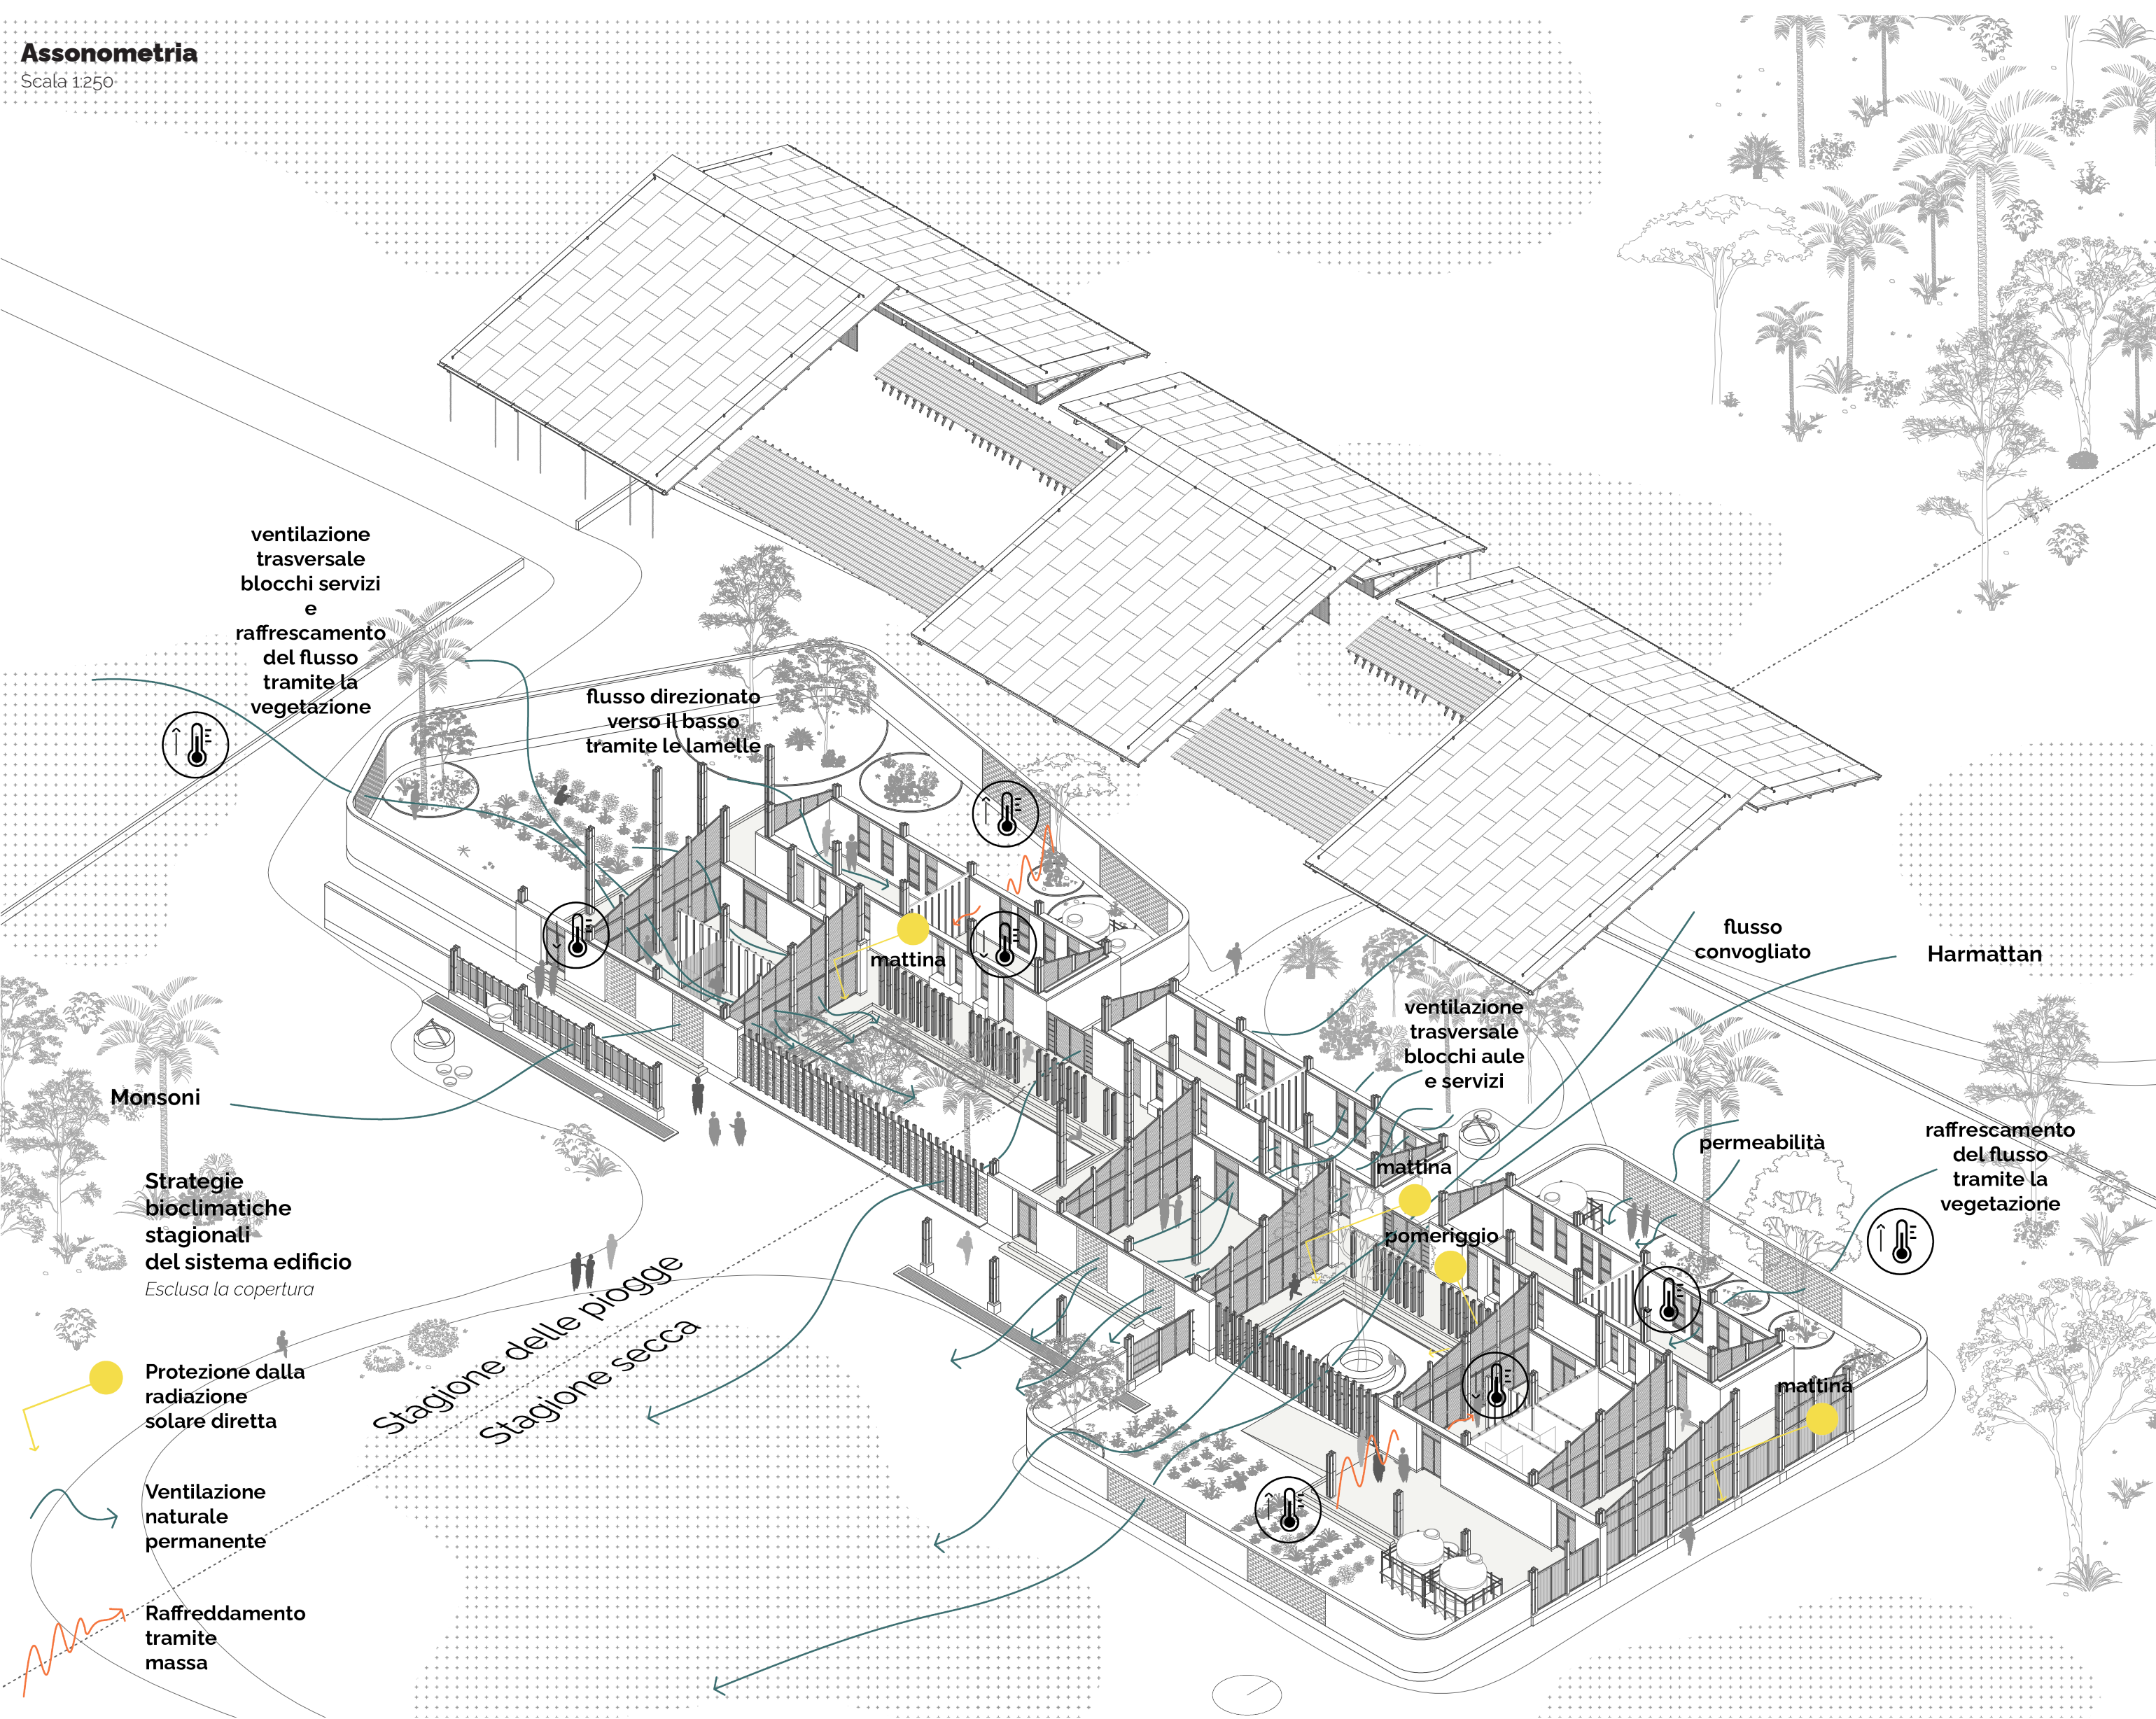 Assonometria
Scala 1:250
ventilazione
trasversale
blocchi servizi
e
raffrescamento
del flusso
tramite la
vegetazione
flusso direzionato
verso il basso
tramite le lamelle
mattina
flusso
convogliato
Harmattan
ventilazione
trasversale
blocchi aule
e servizi
Monsoni
permeabilità
raffrescamento
del flusso
tramite la
vegetazione
mattina
pomeriggio
mattina
Strategie
bioclimatiche
stagionali
del sistema edificio
Esclusa la copertura
Stagione delle piogge
Stagione secca
Protezione dalla
radiazione
solare diretta
Ventilazione
naturale
permanente
Raffreddamento
tramite
massa